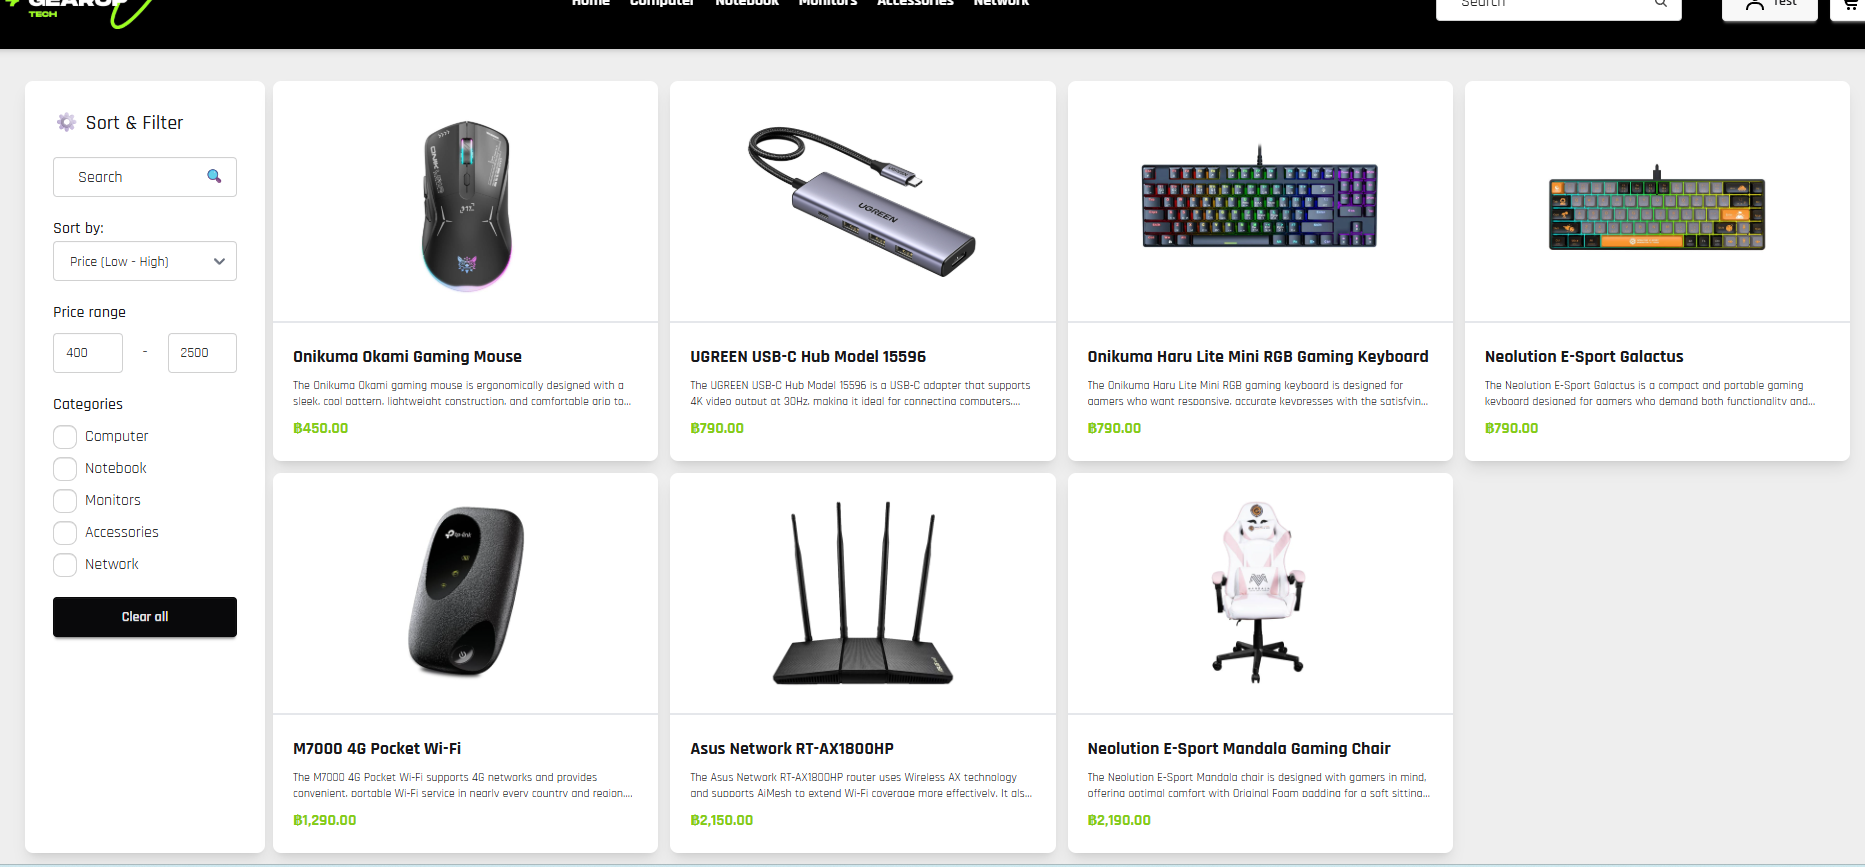 GEARUP
TECH
Home Computer Notebook Monitors Accessories Network
Search
Test
Sort & Filter
Search
Sort by:
Price (Low - High)
Price range
400 - 2500
Categories
Computer
Notebook
Monitors
Accessories
Network
Clear all
Onikuma Okami Gaming Mouse
The Onikuma Okami gaming mouse is ergonomically designed with a
sleek, cool pattern, lightweight construction, and comfortable grip to...
฿450.00
UGREEN
UGREEN USB-C Hub Model 15596
The UGREEN USB-C Hub Model 15596 is a USB-C adapter that supports
4K video output at 30Hz, making it ideal for connecting computers,...
฿790.00
Onikuma Haru Lite Mini RGB Gaming Keyboard
The Onikuma Haru Lite Mini RGB gaming keyboard is designed for
gamers who want responsive, accurate keypresses with the satisfyin...
฿790.00
Neolution E-Sport Galactus
The Neolution E-Sport Galactus is a compact and portable gaming
keyboard designed for gamers who demand both functionality and...
฿790.00
tp-link
M7000 4G Pocket Wi-Fi
The M7000 4G Pocket Wi-Fi supports 4G networks and provides
convenient, portable Wi-Fi service in nearly every country and region,...
฿1,290.00
Asus Network RT-AX1800HP
The Asus Network RT-AX1800HP router uses Wireless AX technology
and supports AiMesh to extend Wi-Fi coverage more effectively. It als...
฿2,150.00
Neolution E-Sport Mandala Gaming Chair
The Neolution E-Sport Mandala chair is designed with gamers in mind,
offering optimal comfort with Original Foam padding for a soft sitting...
฿2,190.00